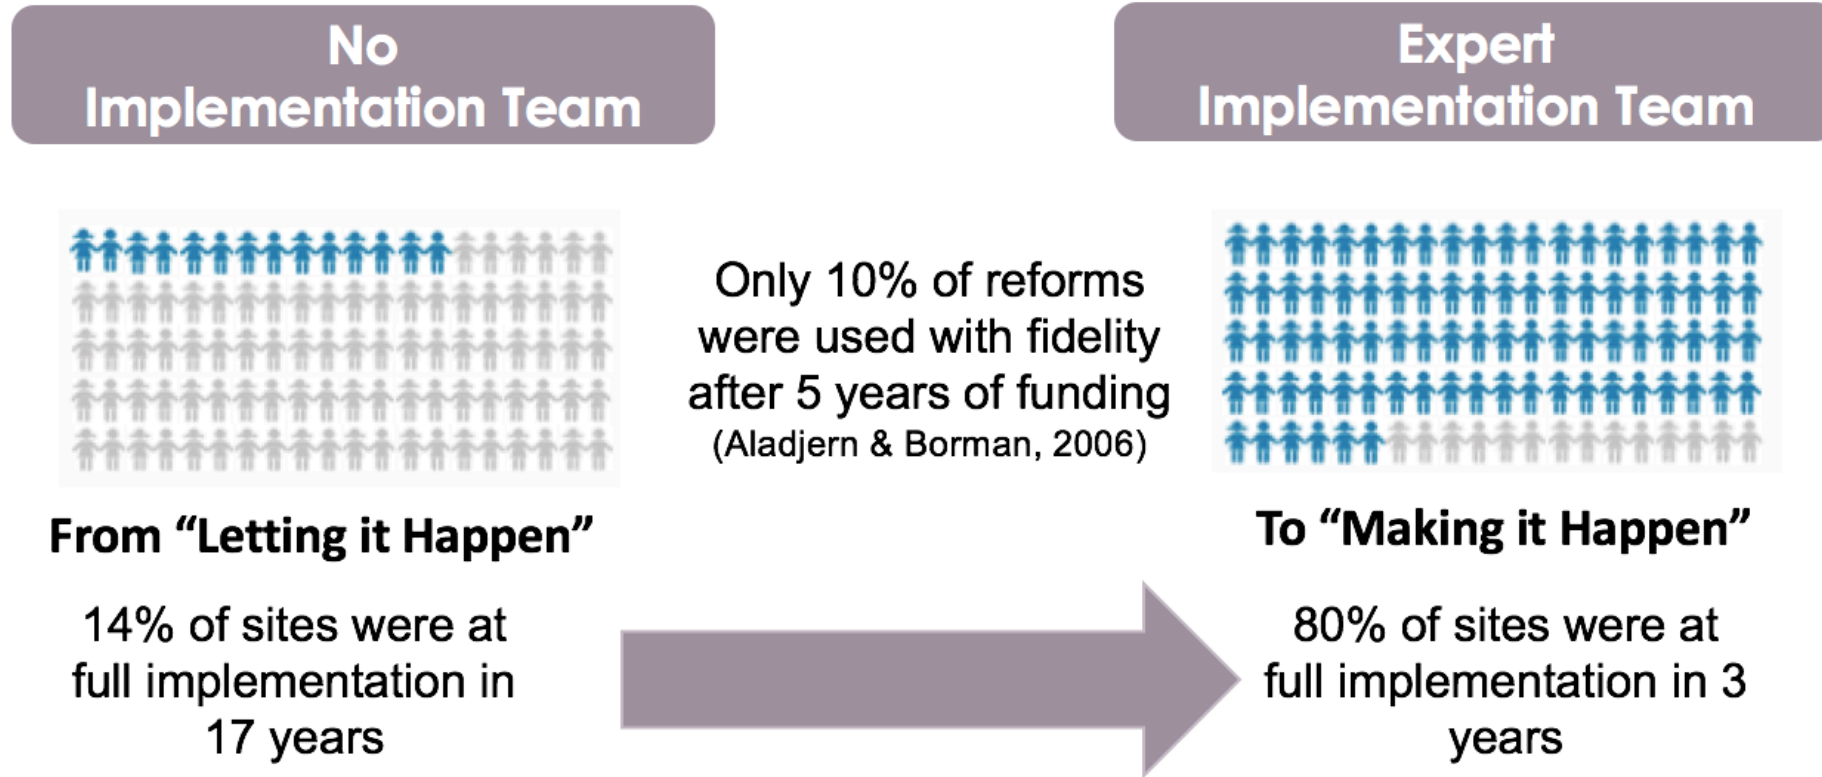 No
Implementation Team
Expert
Implementation Team
Only 10% of reforms
were used with fidelity
after 5 years of funding
(Aladjern & Borman, 2006)
From “Letting it Happen”
14% of sites were at
full implementation in
17 years
To “Making it Happen”
80% of sites were at
full implementation in 3
years